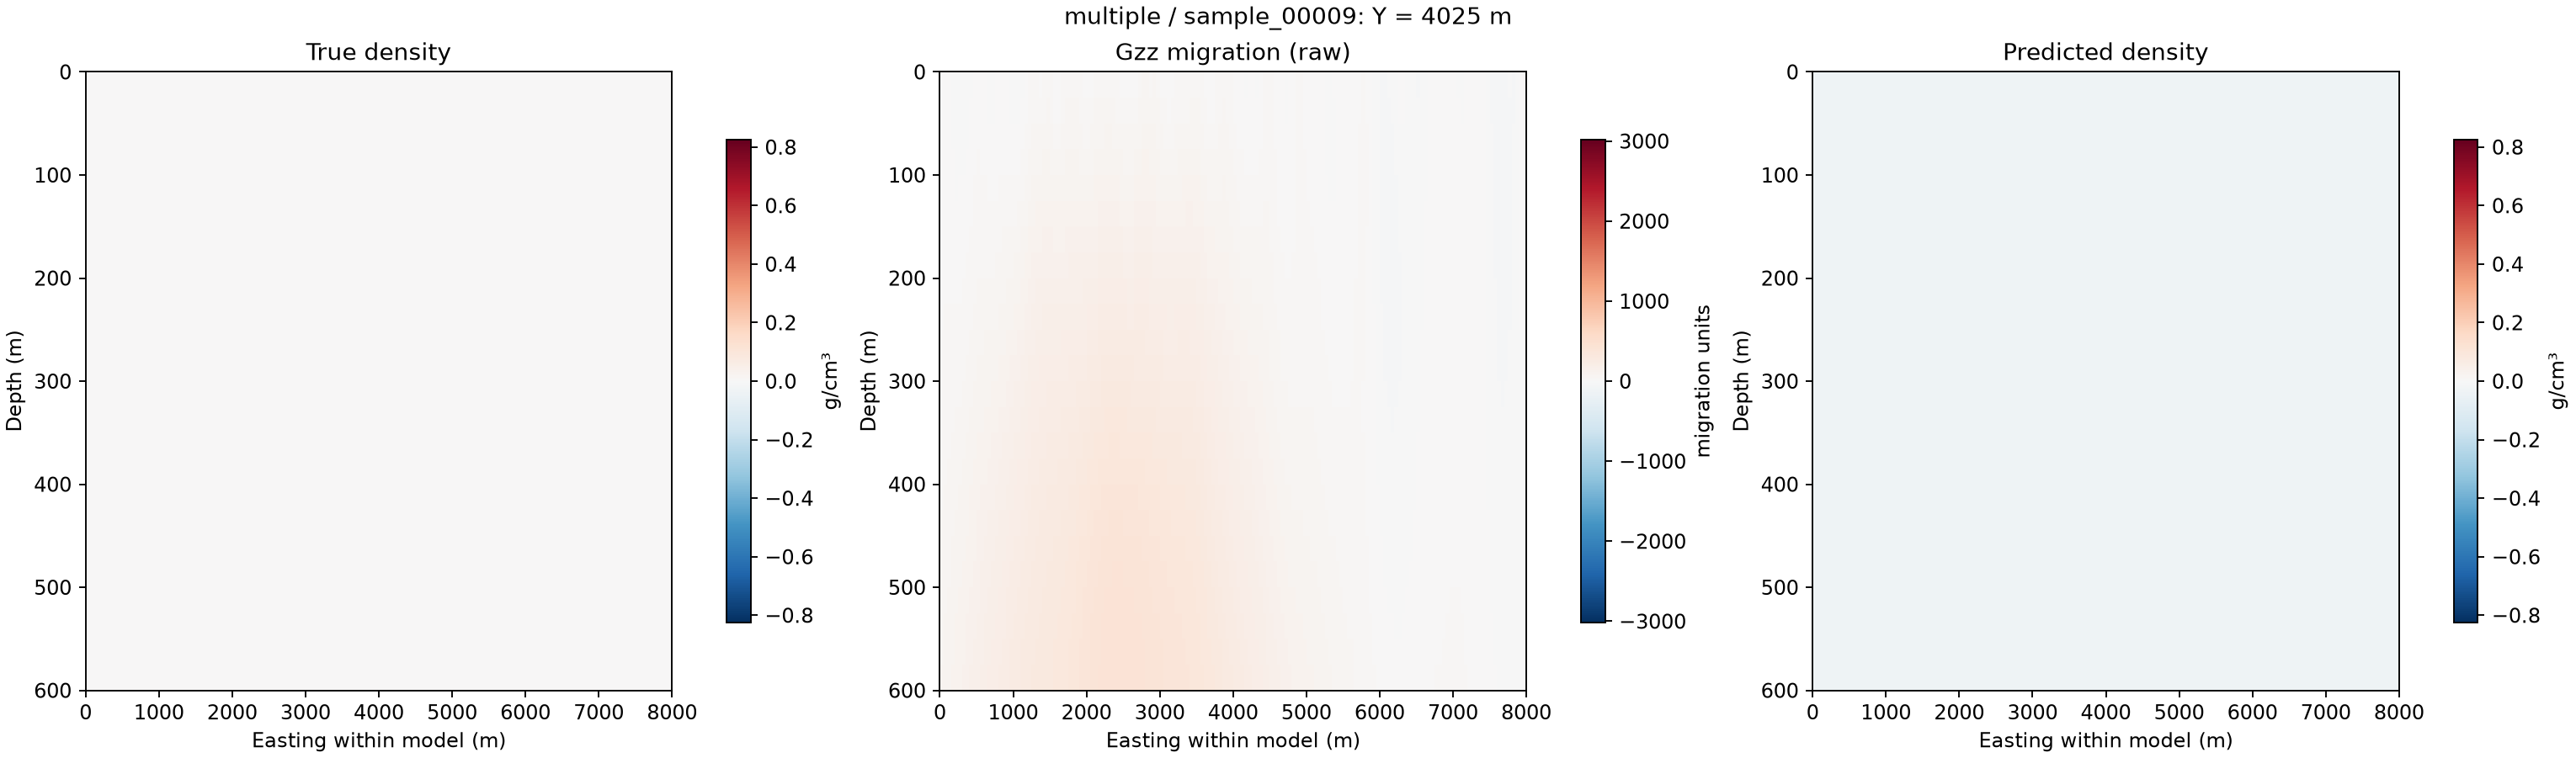 multiple / sample_00009: Y = 4025 m
True density
0
100
200
300
400
500
600
Depth (m)
0 1000 2000 3000 4000 5000 6000 7000 8000
Easting within model (m)
0.8
0.6
0.4
0.2
0.0
−0.2
−0.4
−0.6
−0.8
g/cm³
Gzz migration (raw)
0
100
200
300
400
500
600
Depth (m)
0 1000 2000 3000 4000 5000 6000 7000 8000
Easting within model (m)
3000
2000
1000
0
−1000
−2000
−3000
migration units
Predicted density
0
100
200
300
400
500
600
Depth (m)
0 1000 2000 3000 4000 5000 6000 7000 8000
Easting within model (m)
0.8
0.6
0.4
0.2
0.0
−0.2
−0.4
−0.6
−0.8
g/cm³